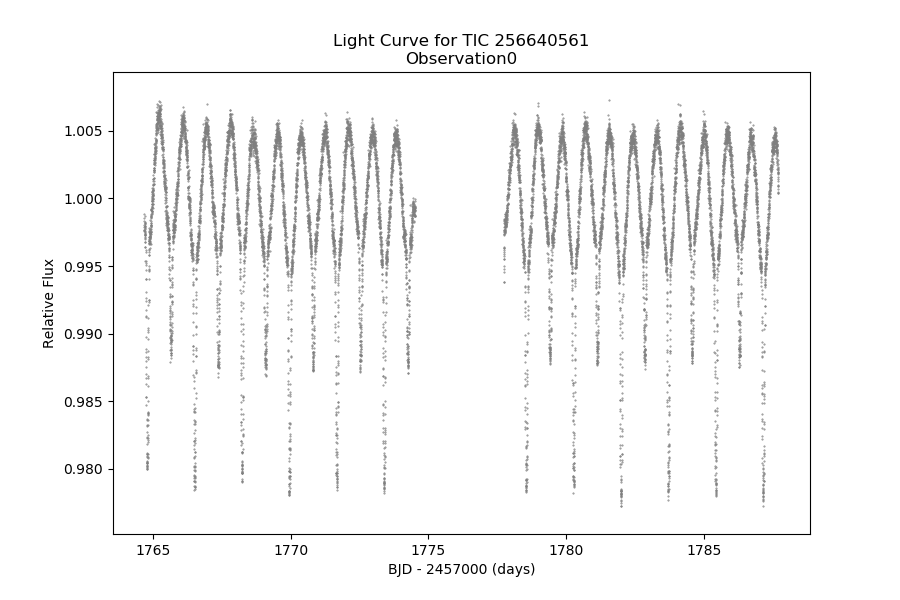 Light Curve for TIC 256640561
Observation0
1.005
1.000
0.995
0.990
0.985
0.980
Relative Flux
1765 1770 1775 1780 1785
BJD - 2457000 (days)